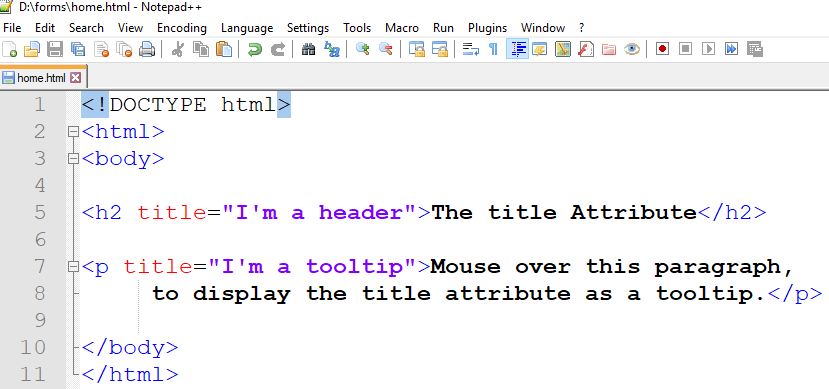 D:\forms\home.html - Notepad++
File Edit Search View Encoding Language Settings Tools Macro Run Plugins Window ?
home.html
1 <!DOCTYPE html>
2 <html>
3 <body>
4
5 <h2 title="I'm a header">The title Attribute</h2>
6
7 <p title="I'm a tooltip">Mouse over this paragraph,
8 to display the title attribute as a tooltip.</p>
9
10 </body>
11 </html>